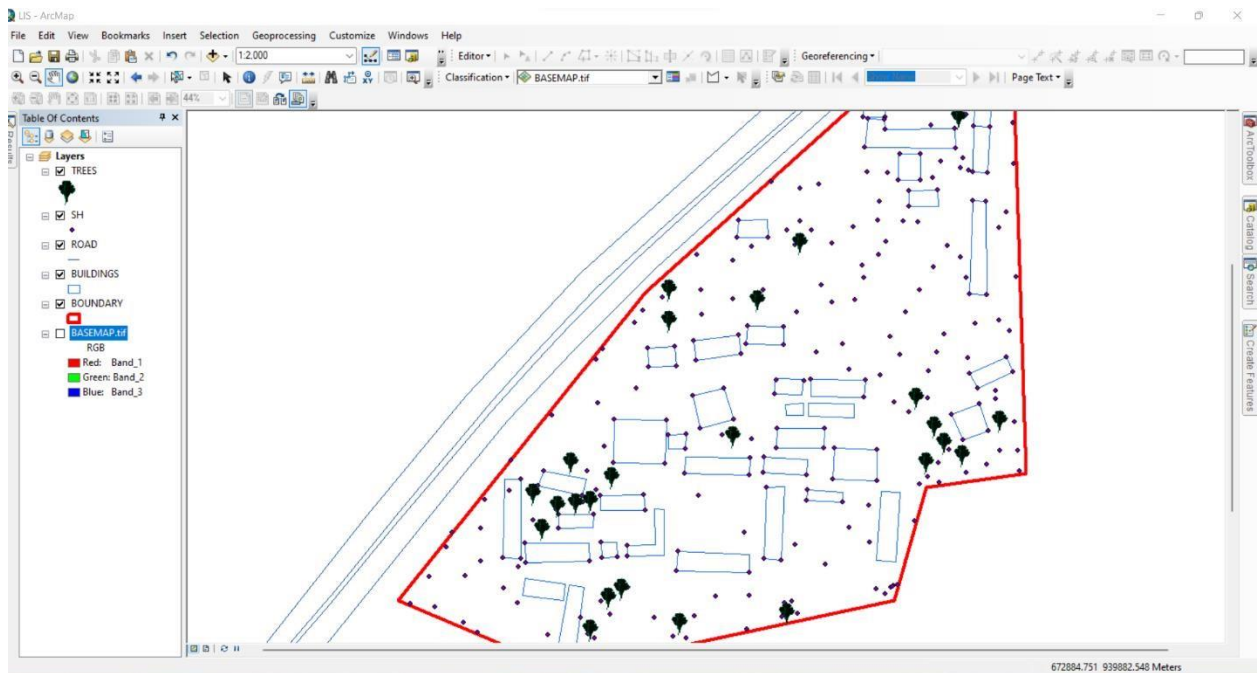 LIS - ArcMap
File Edit View Bookmarks Insert Selection Geoprocessing Customize Windows Help
1:2,000 Editor Georeferencing
Classification BASEMAP.tif Page Text
44%
Table Of Contents
Layers
TREES
SH
ROAD
BUILDINGS
BOUNDARY
BASEMAP.tif
RGB
Red: Band_1
Green: Band_2
Blue: Band_3
ArcToolbox
Catalog
Search
Create Features
672884.751 939882.548 Meters